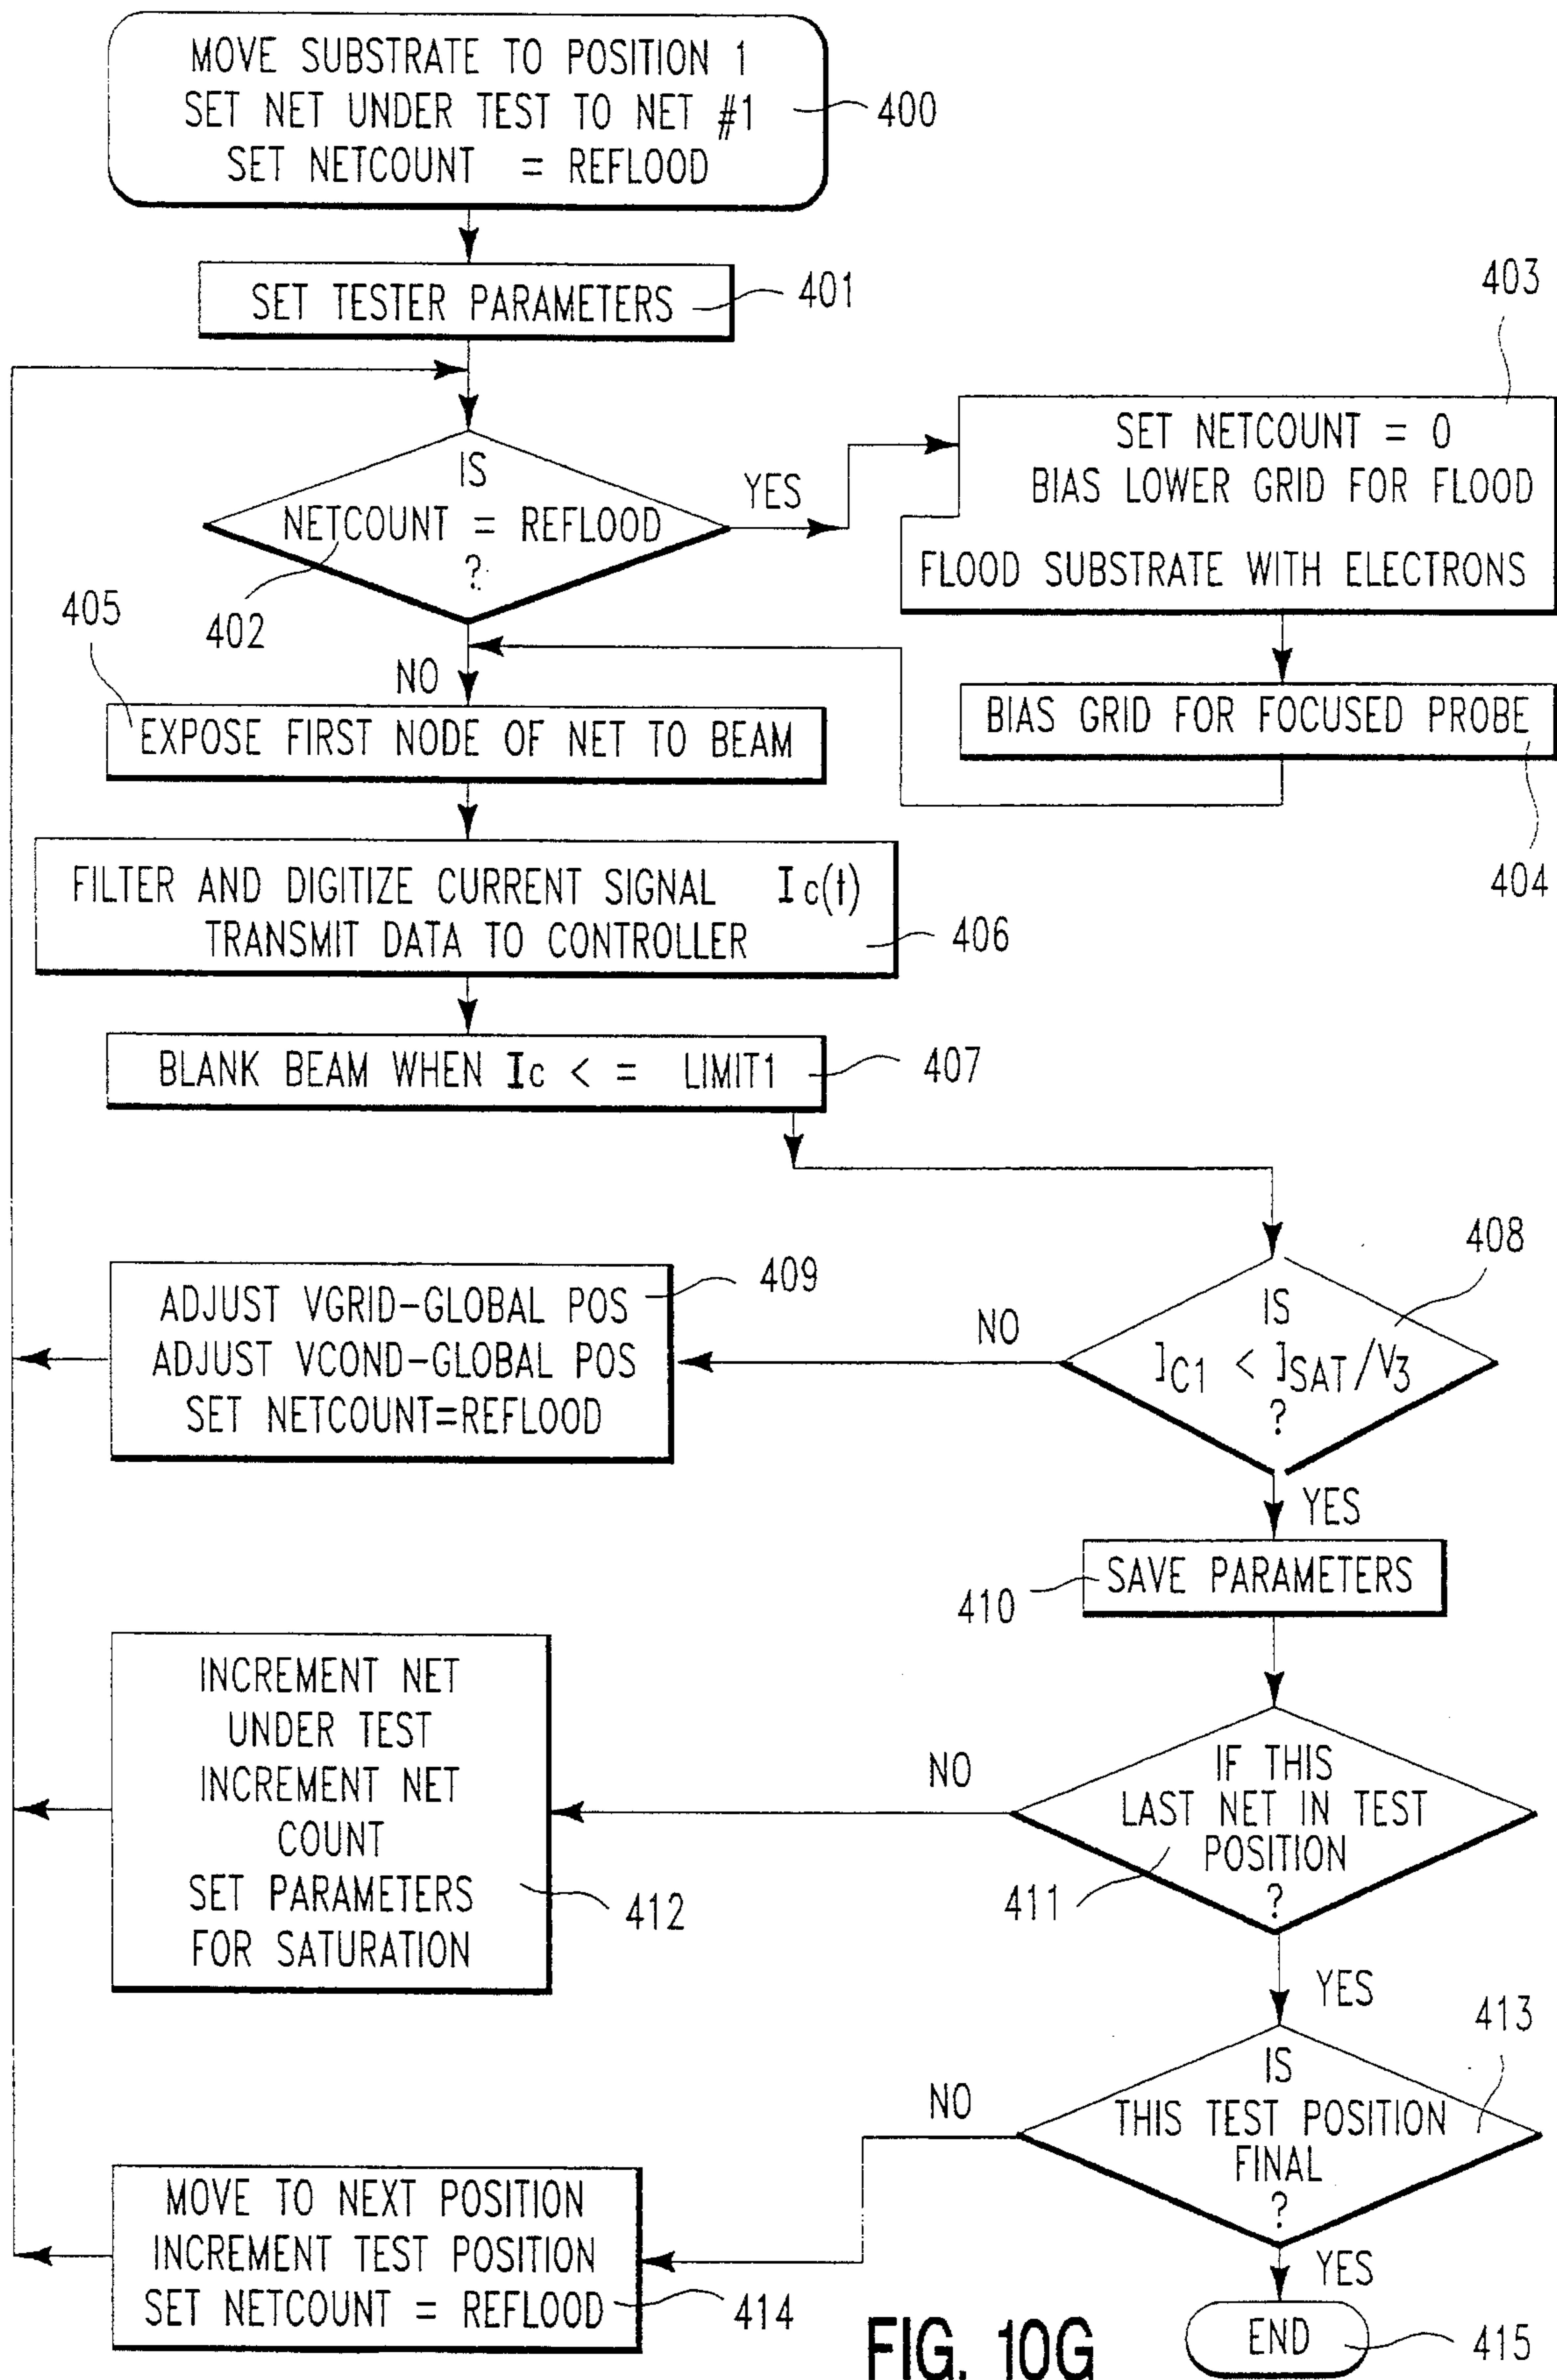 MOVE SUBSTRATE TO POSITION 1
SET NET UNDER TEST TO NET #1
SET NETCOUNT = REFLOOD
400
SET TESTER PARAMETERS
401
403
IS
NETCOUNT = REFLOOD
?
402
YES
SET NETCOUNT = 0
BIAS LOWER GRID FOR FLOOD
FLOOD SUBSTRATE WITH ELECTRONS
405
NO
EXPOSE FIRST NODE OF NET TO BEAM
BIAS GRID FOR FOCUSED PROBE
404
FILTER AND DIGITIZE CURRENT SIGNAL Ic(t)
TRANSMIT DATA TO CONTROLLER
406
BLANK BEAM WHEN Ic < = LIMIT1
407
408
ADJUST VGRID-GLOBAL POS
ADJUST VCOND-GLOBAL POS
SET NETCOUNT=REFLOOD
409
NO
IS
IC1 < ISAT/V3
?
YES
SAVE PARAMETERS
410
INCREMENT NET
UNDER TEST
INCREMENT NET
COUNT
SET PARAMETERS
FOR SATURATION
412
NO
IF THIS
LAST NET IN TEST
POSITION
?
411
YES
413
IS
THIS TEST POSITION
FINAL
?
NO
MOVE TO NEXT POSITION
INCREMENT TEST POSITION
SET NETCOUNT = REFLOOD
414
YES
END
415
FIG. 10G